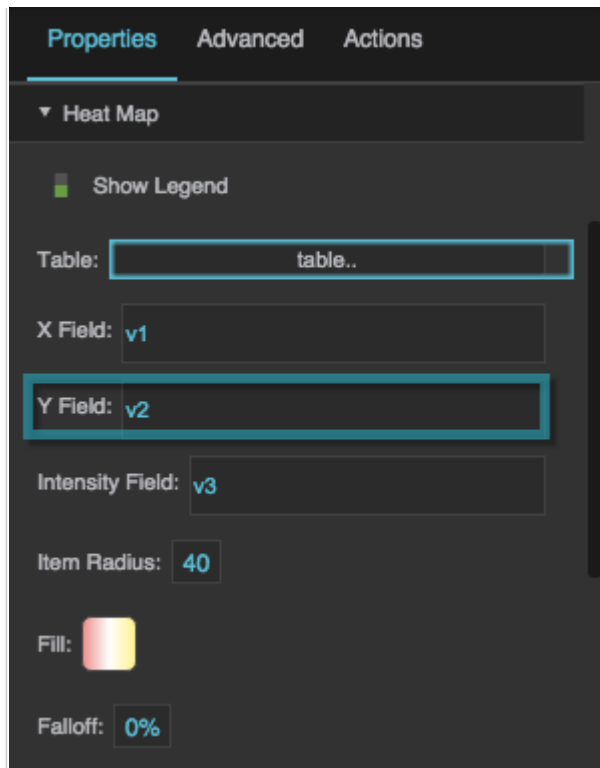 Properties Advanced Actions
Heat Map
Show Legend
Table: table..
X Field: v1
Y Field: v2
Intensity Field: v3
Item Radius: 40
Fill:
Falloff: 0%